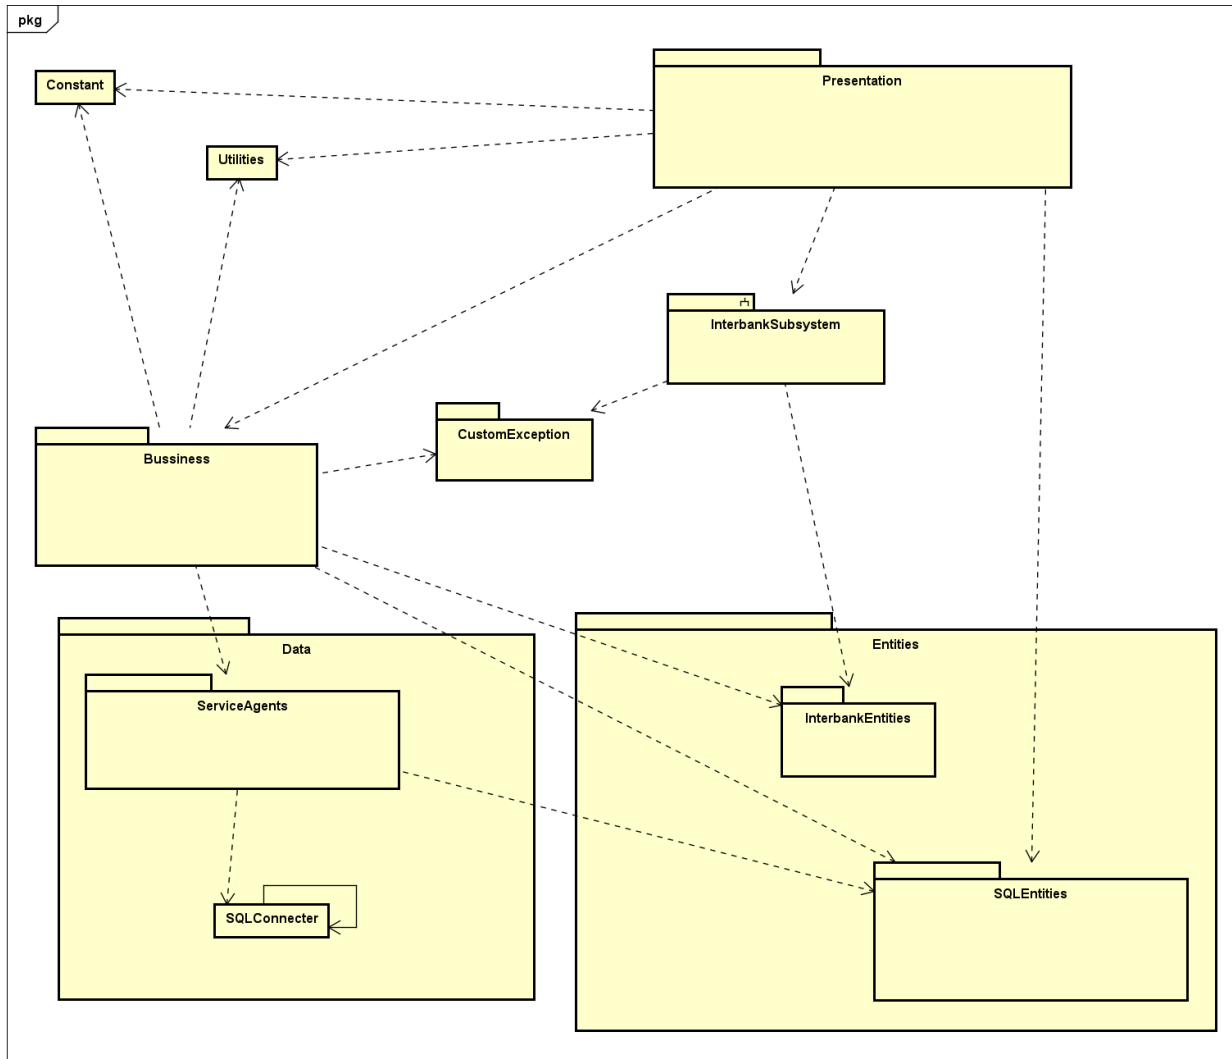 pkg
Constant
Presentation
Utilities
InterbankSubsystem
CustomException
Bussiness
Data
Entities
ServiceAgents
InterbankEntities
SQLConnecter
SQLEntities